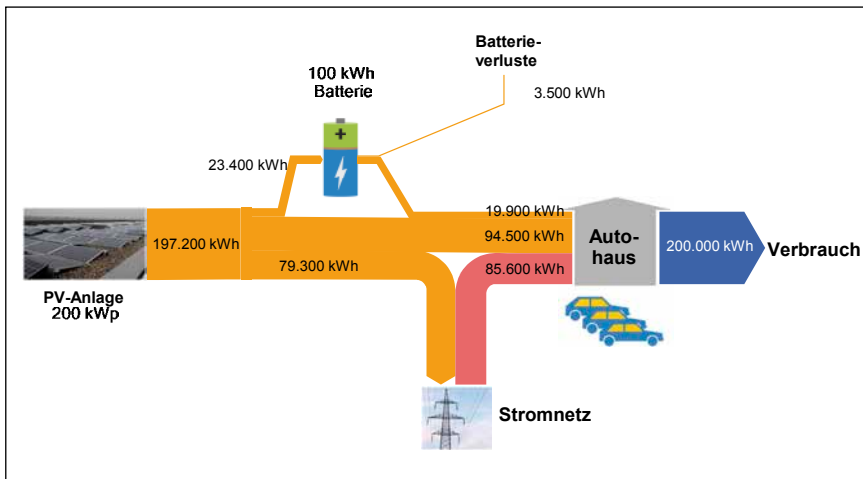 Batterie-
verluste
100 kWh
Batterie
3.500 kWh
23.400 kWh
19.900 kWh
197.200 kWh
94.500 kWh
Auto-
haus
200.000 kWh
Verbrauch
79.300 kWh
85.600 kWh
PV-Anlage
200 kWp
Stromnetz